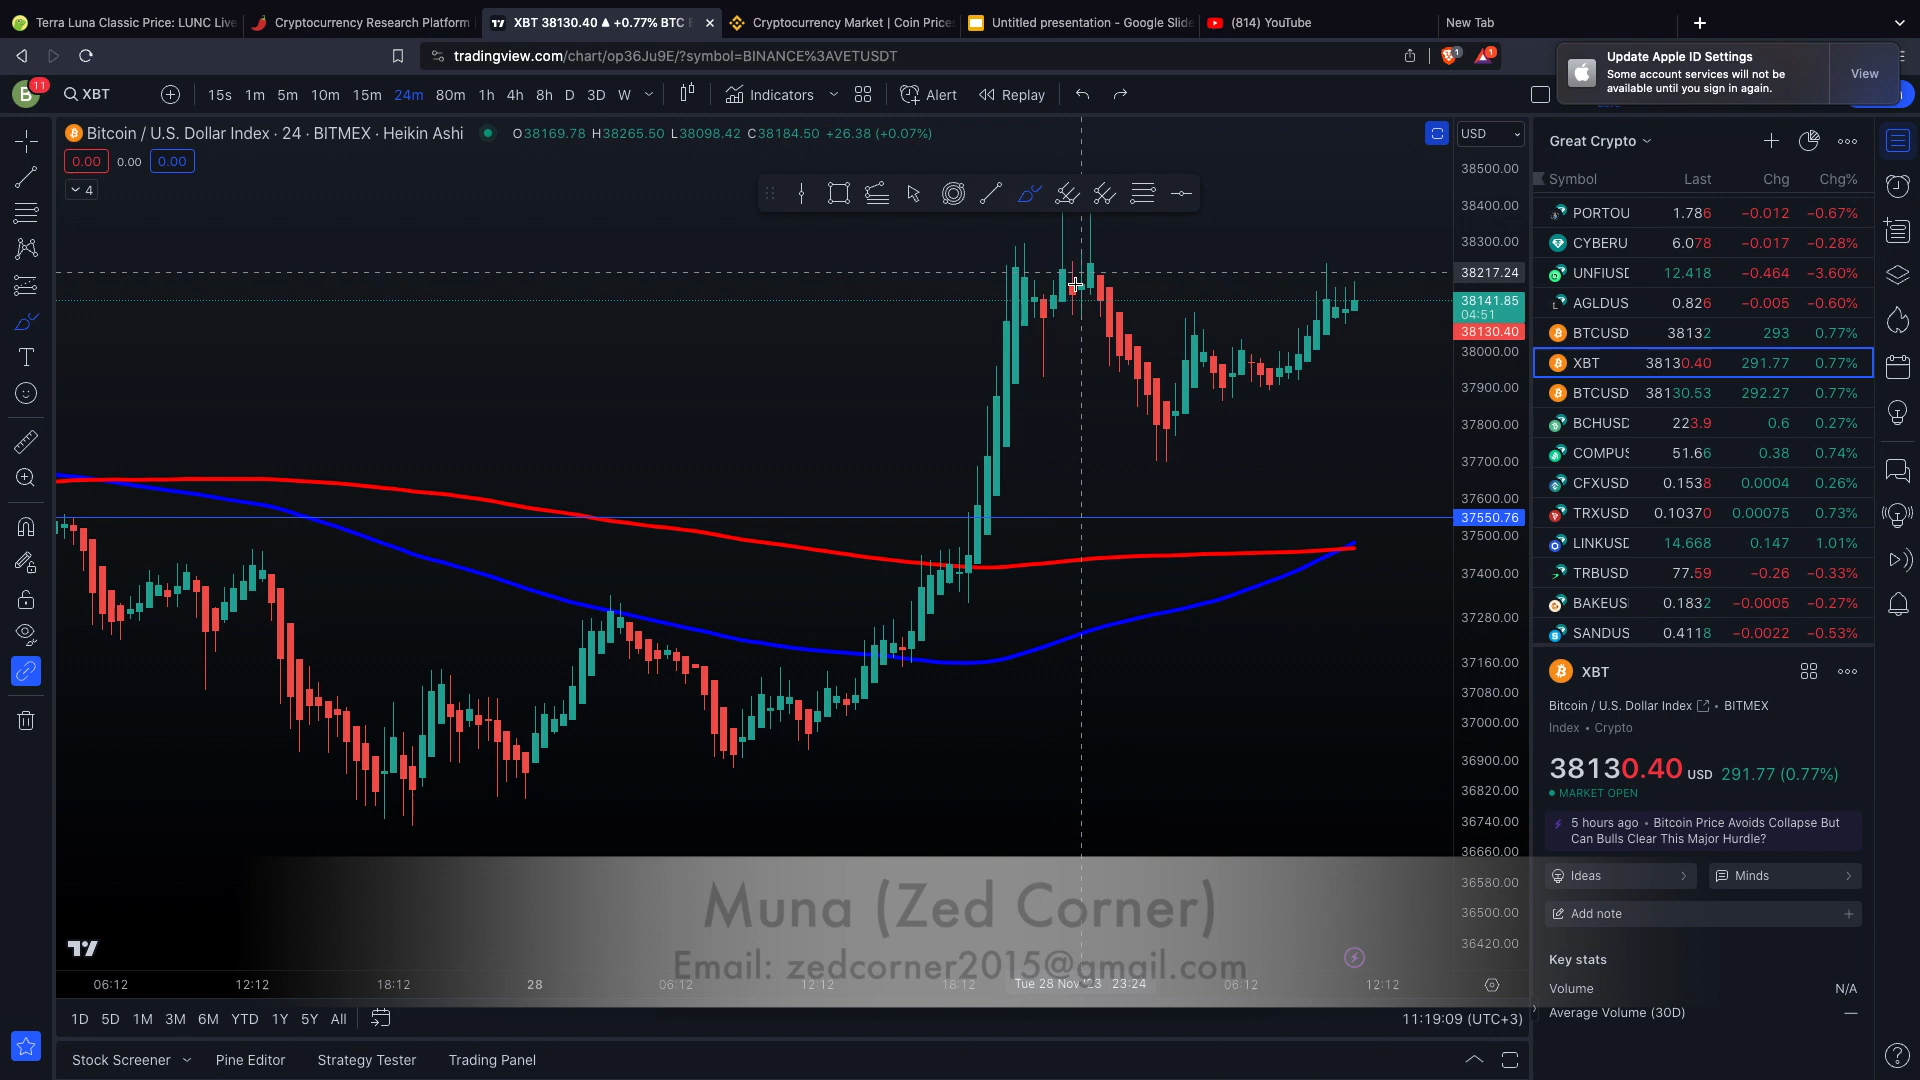 Terra Luna Classic Price: LUNC Live
Cryptocurrency Research Platform
XBT 38130.40 ▲ +0.77% BTC
Cryptocurrency Market | Coin Price
Untitled presentation - Google Slide
(814) YouTube
New Tab
tradingview.com/chart/op36Ju9E/?symbol=BINANCE%3AVETUSDT
1
1
Update Apple ID Settings
Some account services will not be
available until you sign in again.
View
B
11
XBT
15s 1m 5m 10m 15m 24m 80m 1h 4h 8h D 3D W
Indicators
Alert
Replay
Bitcoin / U.S. Dollar Index · 24 · BITMEX · Heikin Ashi
O38169.78 H38265.50 L38098.42 C38184.50 +26.38 (+0.07%)
USD
0.00 0.00 0.00
4
38500.00
38400.00
38300.00
38217.24
38141.85
04:51
38130.40
38000.00
37900.00
37800.00
37700.00
37600.00
37550.76
37500.00
37400.00
37280.00
37160.00
37080.00
37000.00
36900.00
36820.00
36740.00
36660.00
36580.00
36500.00
36420.00
Muna (Zed Corner)
Email: zedcorner2015@gmail.com
06:12 12:12 18:12 28 06:12 12:12 18:12 Tue 28 Nov '23 23:24 06:12 12:12
1D 5D 1M 3M 6M YTD 1Y 5Y All
11:19:09 (UTC+3)
Stock Screener
Pine Editor
Strategy Tester
Trading Panel
Great Crypto
Symbol Last Chg Chg%
PORTOU 1.786 −0.012 −0.67%
CYBERU 6.078 −0.017 −0.28%
UNFIUSD 12.418 −0.464 −3.60%
AGLDUS 0.826 −0.005 −0.60%
BTCUSD 38132 293 0.77%
XBT 38130.40 291.77 0.77%
BTCUSD 38130.53 292.27 0.77%
BCHUSD 223.9 0.6 0.27%
COMPUS 51.66 0.38 0.74%
CFXUSD 0.1538 0.0004 0.26%
TRXUSD 0.10370 0.00075 0.73%
LINKUSD 14.668 0.147 1.01%
TRBUSD 77.59 −0.26 −0.33%
BAKEUS 0.1832 −0.0005 −0.27%
SANDUS 0.4118 −0.0022 −0.53%
XBT
Bitcoin / U.S. Dollar Index • BITMEX
Index • Crypto
38130.40 USD 291.77 (0.77%)
MARKET OPEN
5 hours ago • Bitcoin Price Avoids Collapse But
Can Bulls Clear This Major Hurdle?
Ideas
Minds
Add note
Key stats
Volume N/A
Average Volume (30D) —